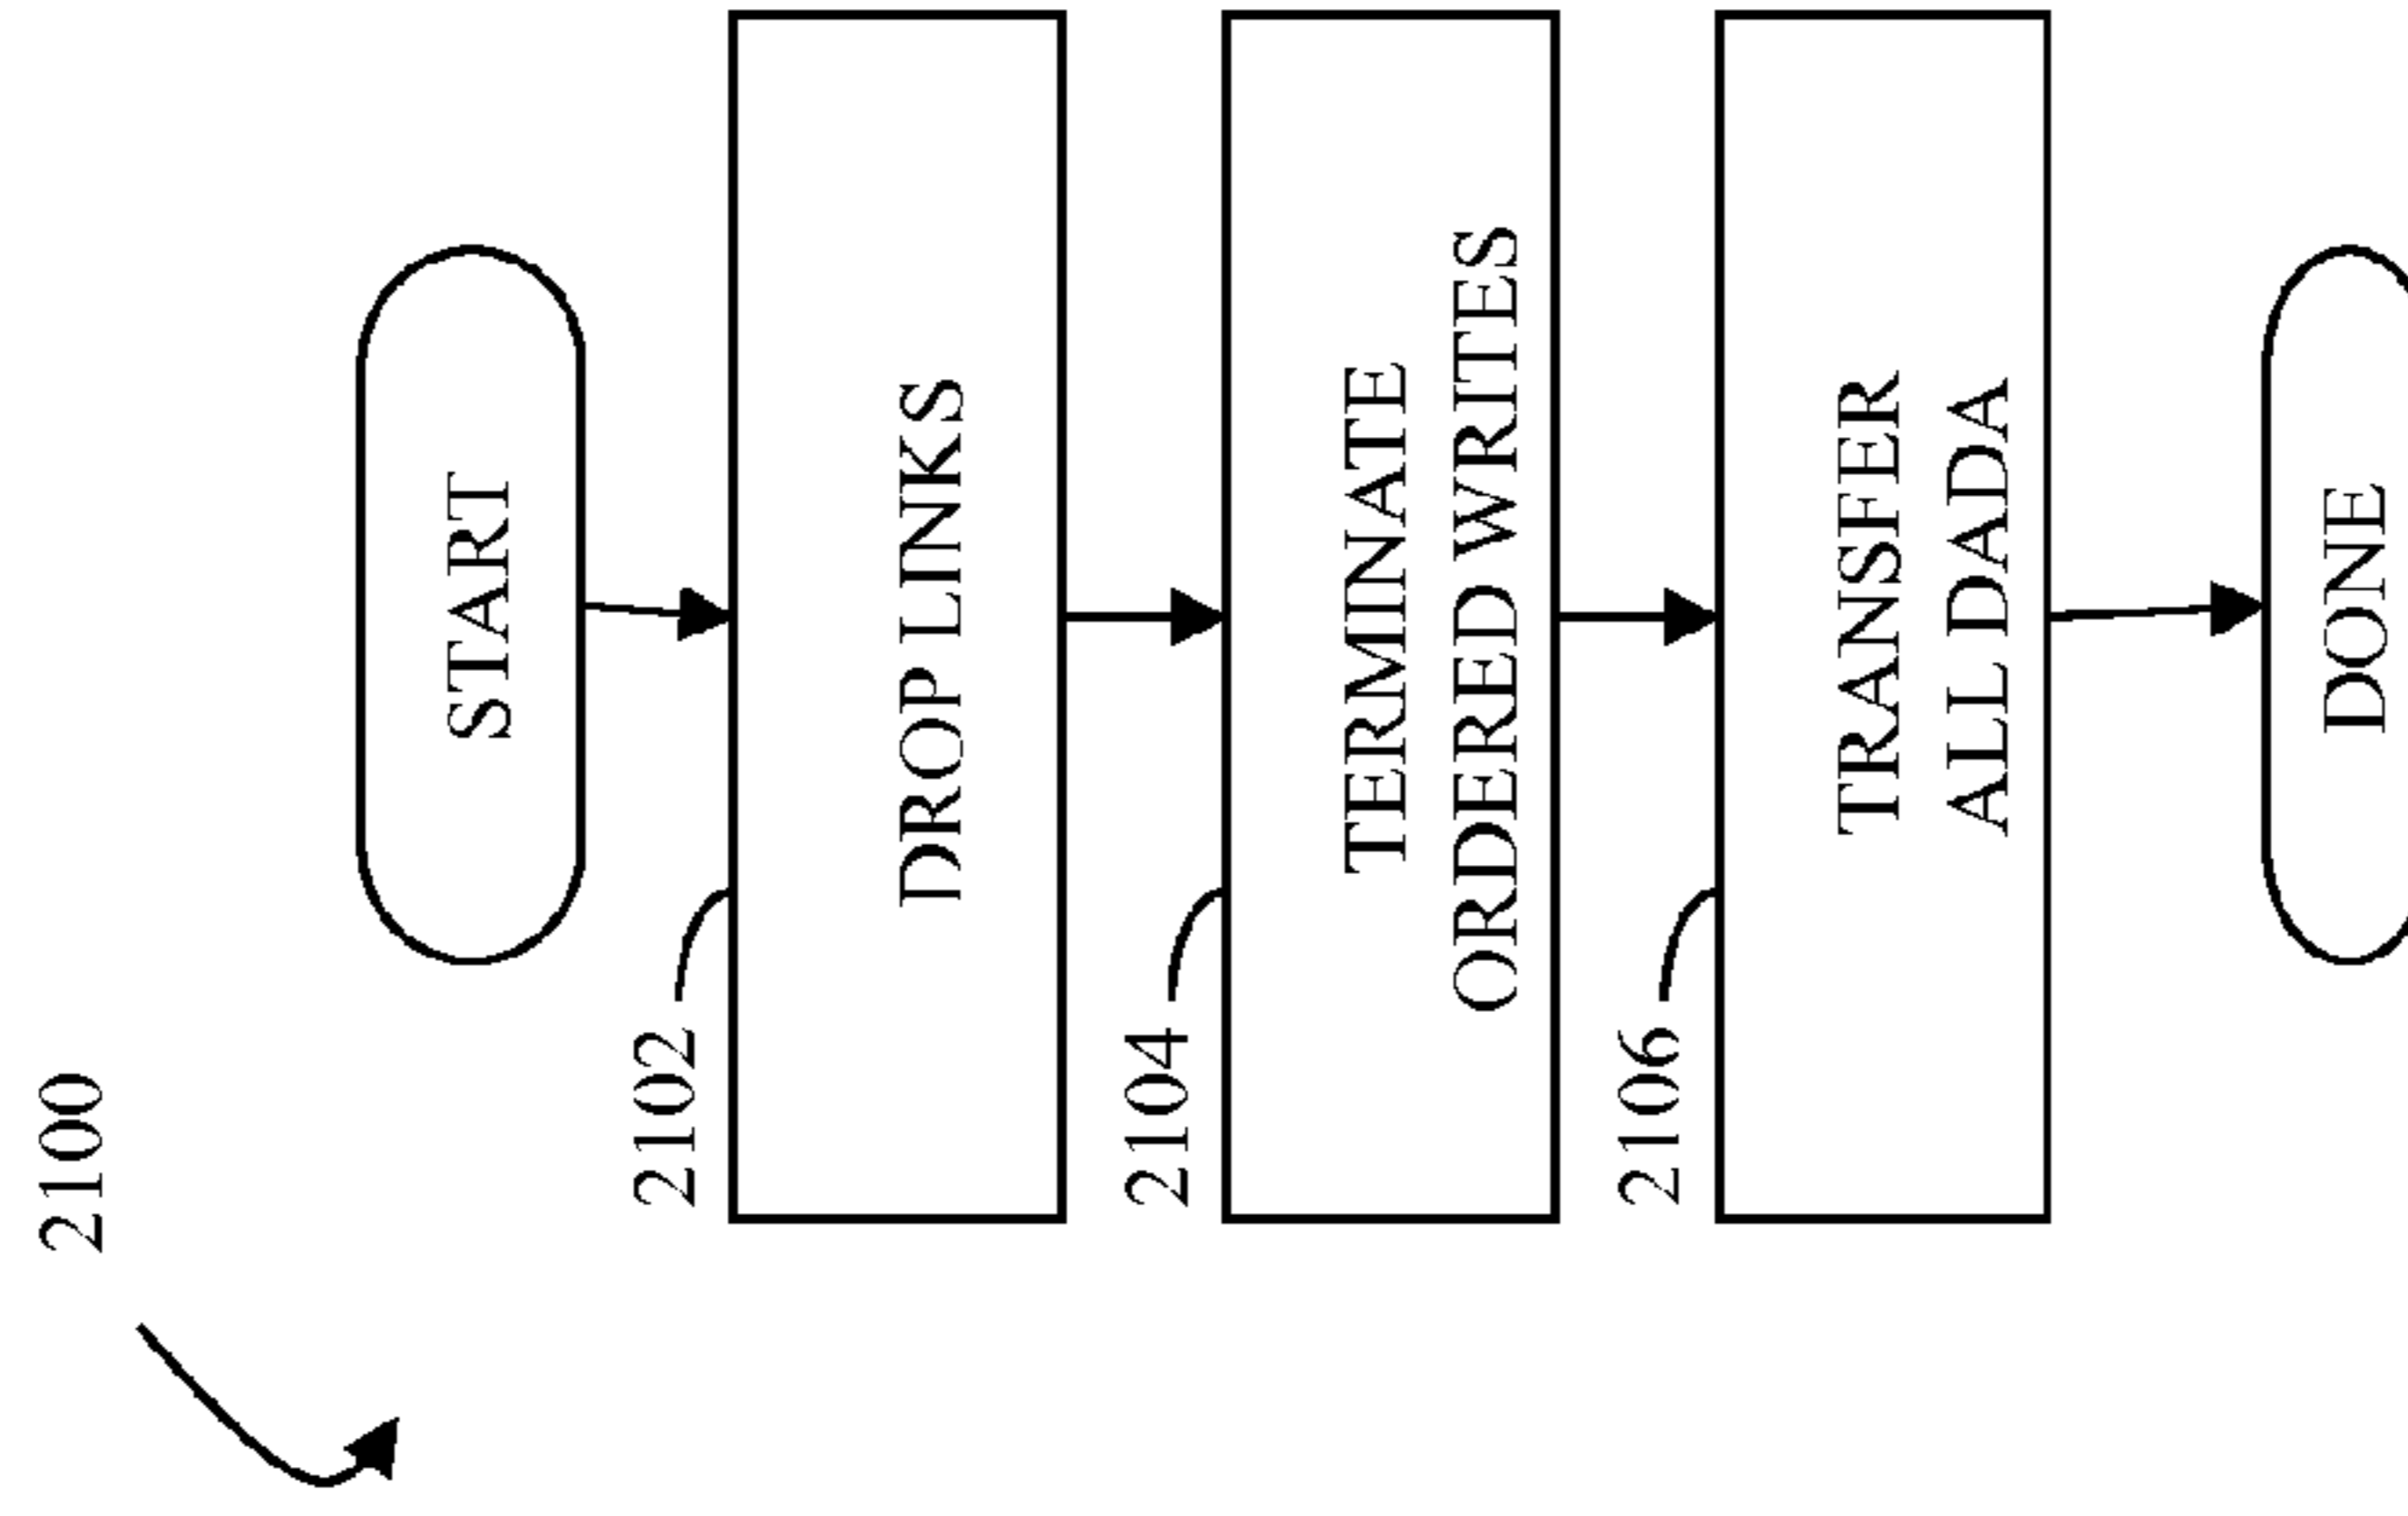 2100
START
2102
DROP LINKS
2104
TERMINATE
ORDERED WRITES
2106
TRANSFER
ALL DADA
DONE